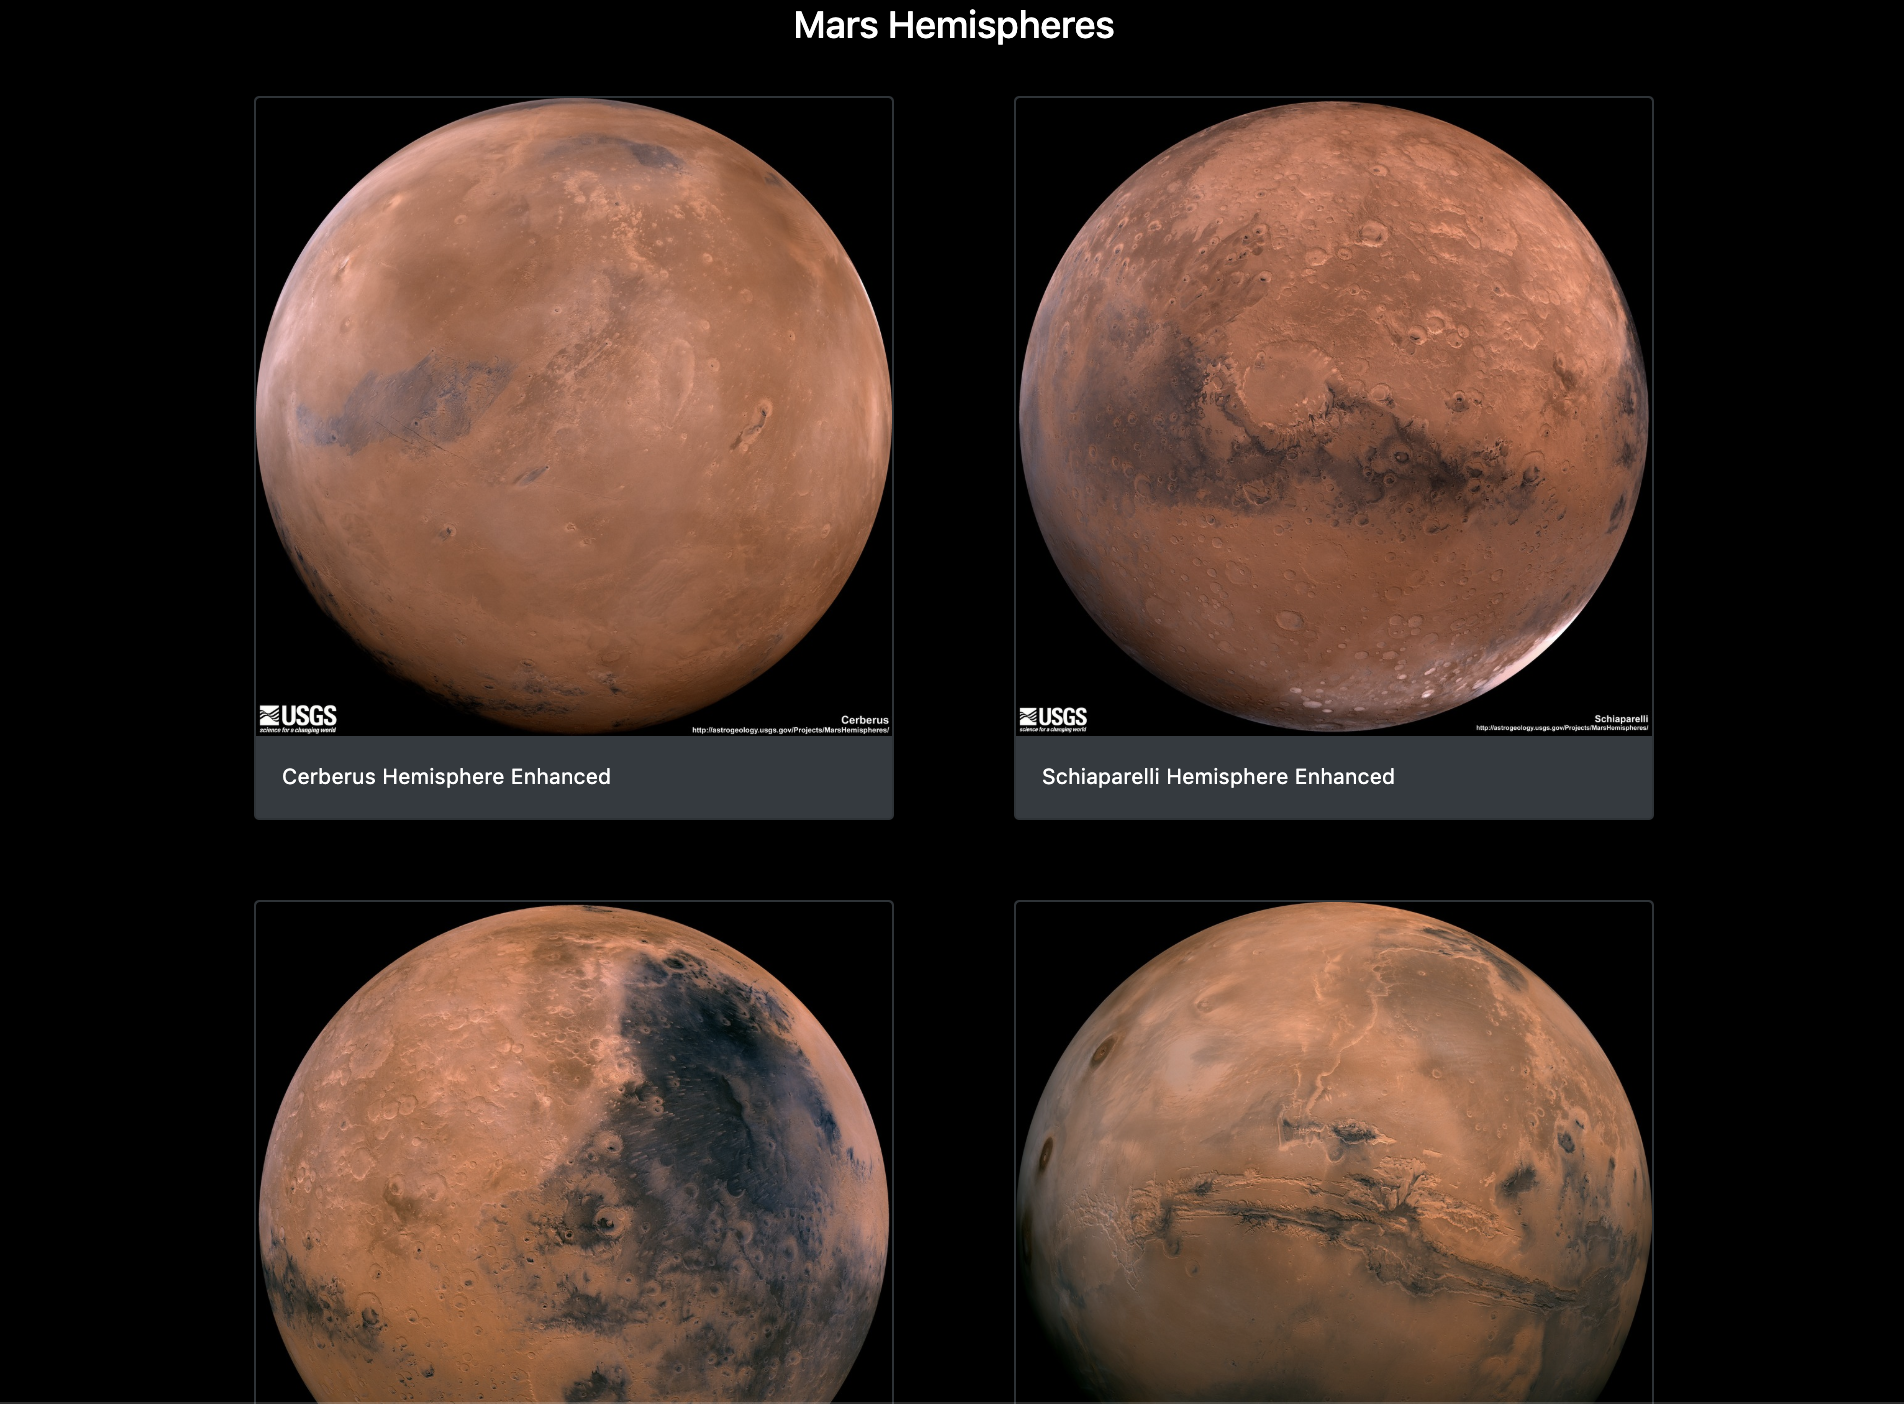 Mars Hemispheres
USGS
science for a changing world
Cerberus
http://astrogeology.usgs.gov/Projects/MarsHemispheres/
Cerberus Hemisphere Enhanced
USGS
science for a changing world
Schiaparelli
http://astrogeology.usgs.gov/Projects/MarsHemispheres/
Schiaparelli Hemisphere Enhanced